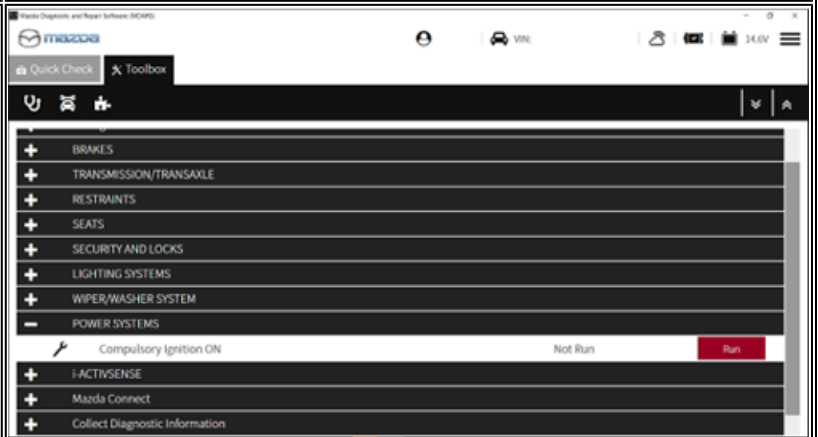 Mazda Diagnostic and Repair Software (MDARS)
mazda VIN: 14.6V
Quick Check Toolbox
BRAKES
TRANSMISSION/TRANSAXLE
RESTRAINTS
SEATS
SECURITY AND LOCKS
LIGHTING SYSTEMS
WIPER/WASHER SYSTEM
POWER SYSTEMS
Compulsory Ignition ON Not Run Run
i-ACTIVSENSE
Mazda Connect
Collect Diagnostic Information